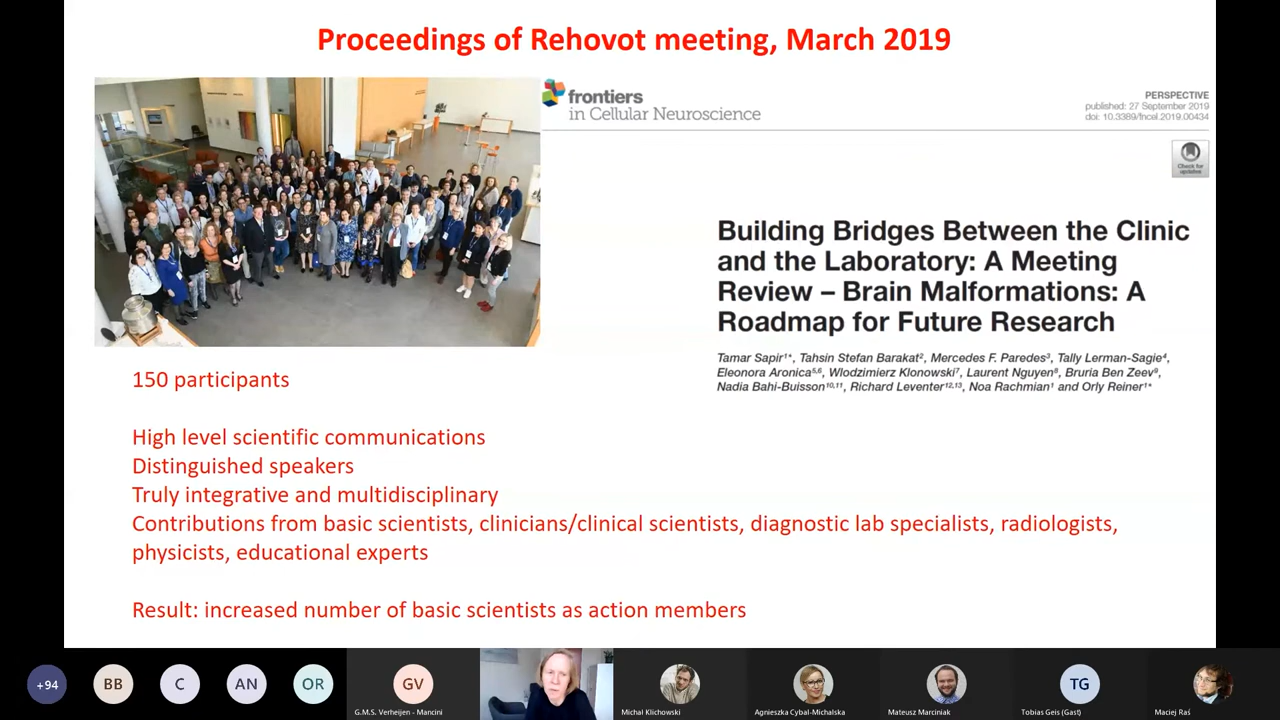 Proceedings of Rehovot meeting, March 2019
frontiers
in Cellular Neuroscience
PERSPECTIVE
published: 27 September 2019
doi: 10.3389/fncel.2019.00434
Check for
updates
Building Bridges Between the Clinic
and the Laboratory: A Meeting
Review – Brain Malformations: A
Roadmap for Future Research
Tamar Sapir¹*, Tahsin Stefan Barakat², Mercedes F. Paredes³, Tally Lerman-Sagie⁴,
Eleonora Aronica⁵,⁶, Wlodzimierz Klonowski⁷, Laurent Nguyen⁸, Bruria Ben Zeev⁹,
Nadia Bahi-Buisson¹⁰,¹¹, Richard Leventer¹²,¹³, Noa Rachmian¹ and Orly Reiner¹*
150 participants
High level scientific communications
Distinguished speakers
Truly integrative and multidisciplinary
Contributions from basic scientists, clinicians/clinical scientists, diagnostic lab specialists, radiologists,
physicists, educational experts
Result: increased number of basic scientists as action members
+94
BB
C
AN
OR
GV
G.M.S. Verheijen - Mancini
Michał Klichowski
Agnieszka Cybal-Michalska
Mateusz Marciniak
TG
Tobias Geis (Gast)
Maciej Raś